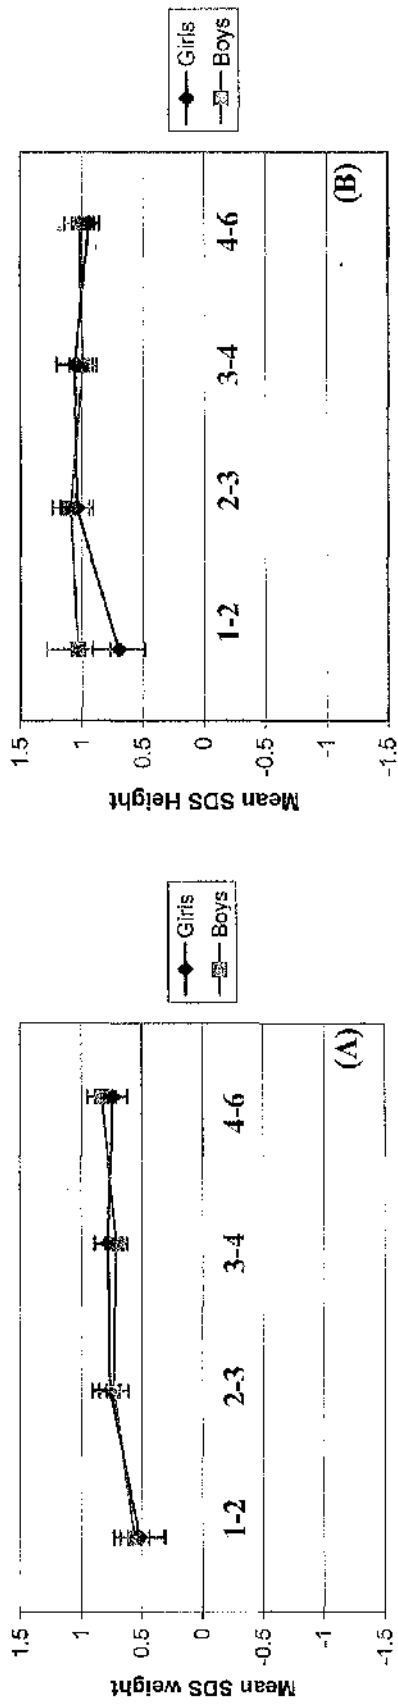 Mean SDS weight
1.5
1
0.5
0
-0.5
-1
-1.5
1-2
2-3
3-4
4-6
(A)
Girls
Boys
Mean SDS Height
1.5
1
0.5
0
-0.5
-1
-1.5
1-2
2-3
3-4
4-6
(B)
Girls
Boys